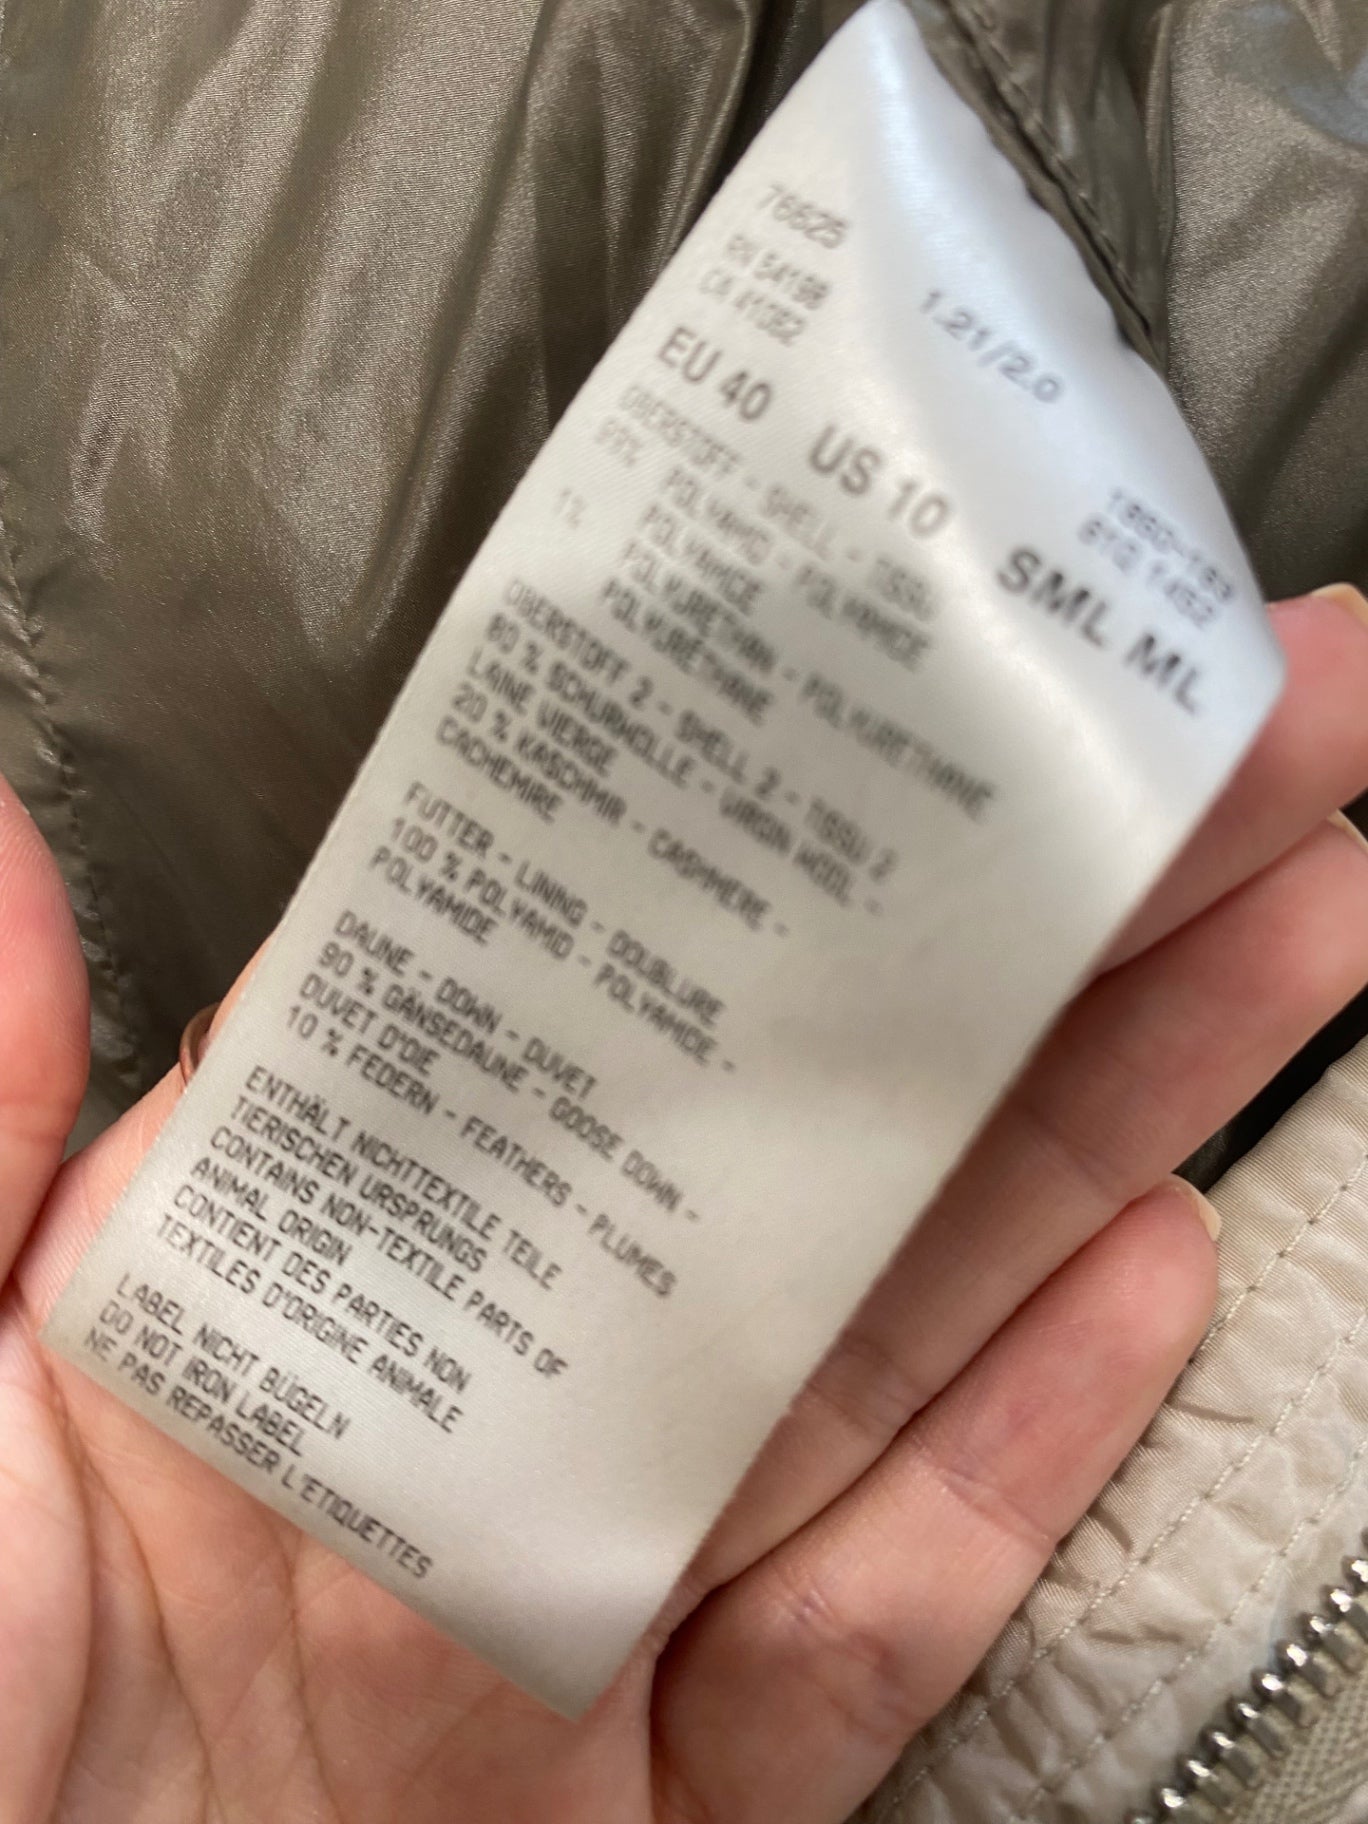 76625
RN 54198
CA 41052
1.21/2.0
EU 40 US 10 SML ML
OBERSTOFF - SHELL - TISSU
99% POLYAMID - POLYAMIDE
POLYAMIDE
1% POLYURETHAN - POLYURETHANE
POLYURETHANE
OBERSTOFF 2 - SHELL 2 - TISSU 2
80 % SCHURWOLLE - VIRGIN WOOL -
LAINE VIERGE
20 % KASCHMIR - CASHMERE -
CACHEMIRE
FUTTER - LINING - DOUBLURE
100 % POLYAMID - POLYAMIDE -
POLYAMIDE
DAUNE - DOWN - DUVET
90 % GÄNSEDAUNE - GOOSE DOWN -
DUVET D'OIE
10 % FEDERN - FEATHERS - PLUMES
ENTHÄLT NICHTTEXTILE TEILE
TIERISCHEN URSPRUNGS
CONTAINS NON-TEXTILE PARTS OF
ANIMAL ORIGIN
CONTIENT DES PARTIES NON
TEXTILES D'ORIGINE ANIMALE
LABEL NICHT BÜGELN
DO NOT IRON LABEL
NE PAS REPASSER L'ETIQUETTES